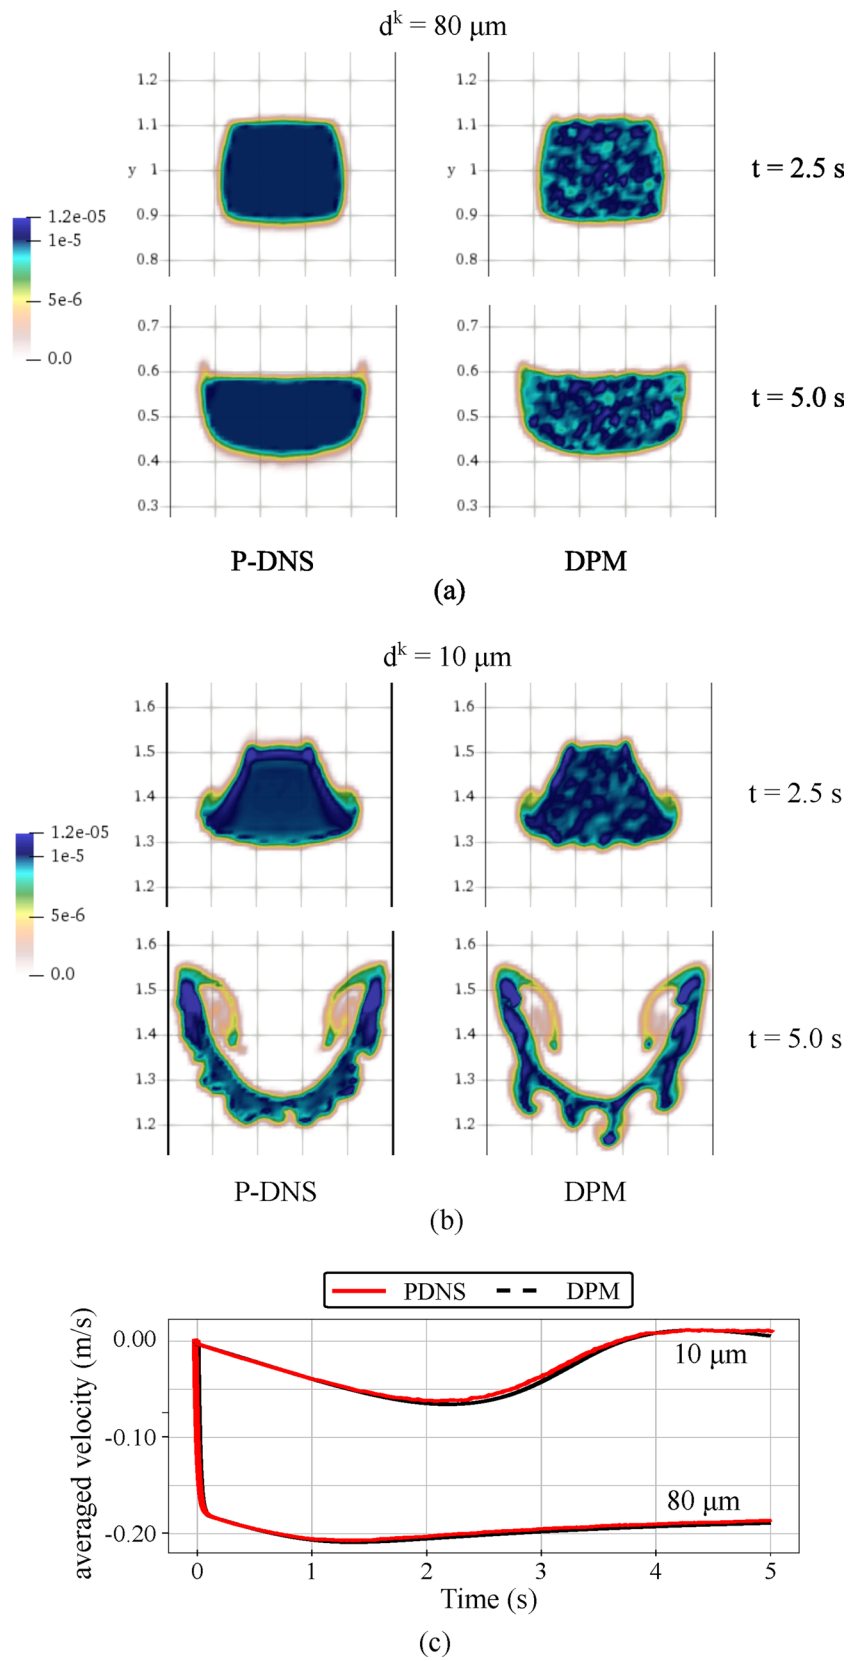 dᵏ = 80 μm
1.2
1.1
y 1
0.9
0.8
1.2
1.1
y 1
0.9
0.8
t = 2.5 s
1.2e-05
1e-5
5e-6
0.0
0.7
0.6
0.5
0.4
0.3
0.7
0.6
0.5
0.4
0.3
t = 5.0 s
P-DNS DPM
(a)
dᵏ = 10 μm
1.6
1.5
1.4
1.3
1.2
1.6
1.5
1.4
1.3
1.2
t = 2.5 s
1.2e-05
1e-5
5e-6
0.0
1.6
1.5
1.4
1.3
1.2
1.6
1.5
1.4
1.3
1.2
t = 5.0 s
P-DNS DPM
(b)
PDNS DPM
averaged velocity (m/s)
0.00
-0.10
-0.20
10 μm
80 μm
0 1 2 3 4 5
Time (s)
(c)